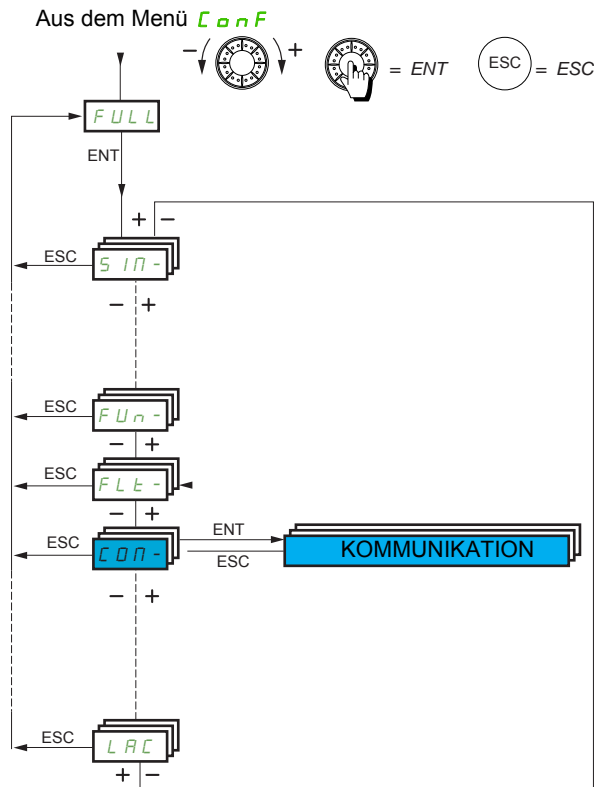 Aus dem Menü ConF
− + = ENT ESC = ESC
FULL
ENT
+ −
ESC SIM-
− +
ESC FUn-
− +
ESC FLt-
− +
ESC COM- ENT KOMMUNIKATION
ESC
− +
ESC LAC
+ −